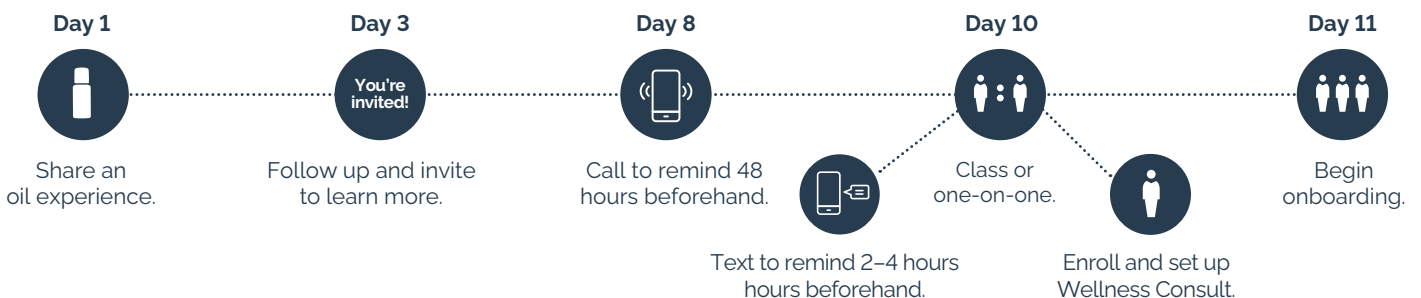 Day 1
Day 3
Day 8
Day 10
Day 11
You're
invited!
Share an
oil experience.
Follow up and invite
to learn more.
Call to remind 48
hours beforehand.
Class or
one-on-one.
Begin
onboarding.
Text to remind 2–4 hours
hours beforehand.
Enroll and set up
Wellness Consult.